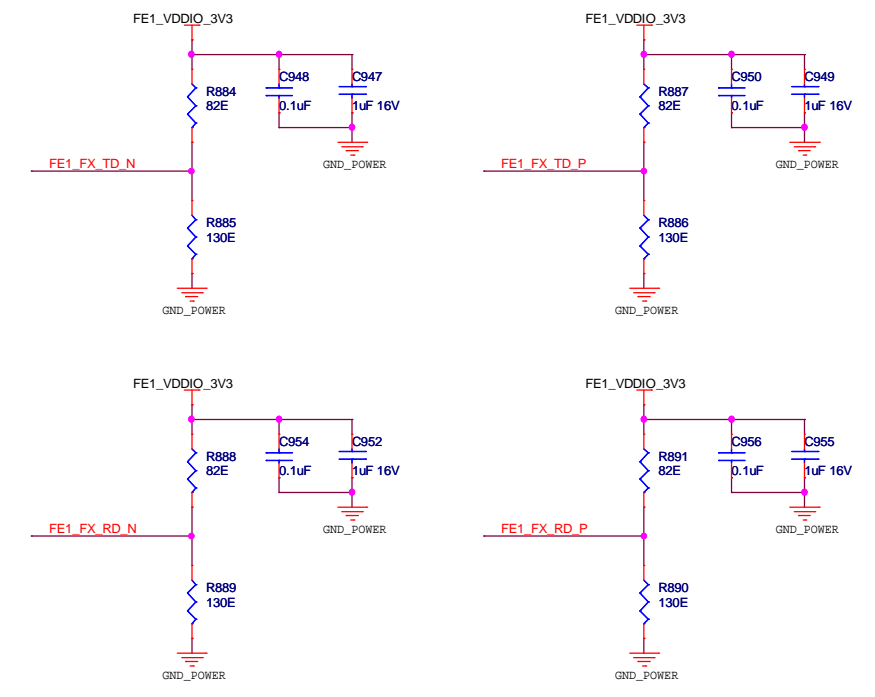 FE1_VDDIO_3V3
C948
C947
R884
82E
0.1uF
1uF 16V
GND_POWER
FE1_FX_TD_N
R885
130E
GND_POWER
FE1_VDDIO_3V3
C950
C949
R887
82E
0.1uF
1uF 16V
GND_POWER
FE1_FX_TD_P
R886
130E
GND_POWER
FE1_VDDIO_3V3
C954
C952
R888
82E
0.1uF
1uF 16V
GND_POWER
FE1_FX_RD_N
R889
130E
GND_POWER
FE1_VDDIO_3V3
C956
C955
R891
82E
0.1uF
1uF 16V
GND_POWER
FE1_FX_RD_P
R890
130E
GND_POWER